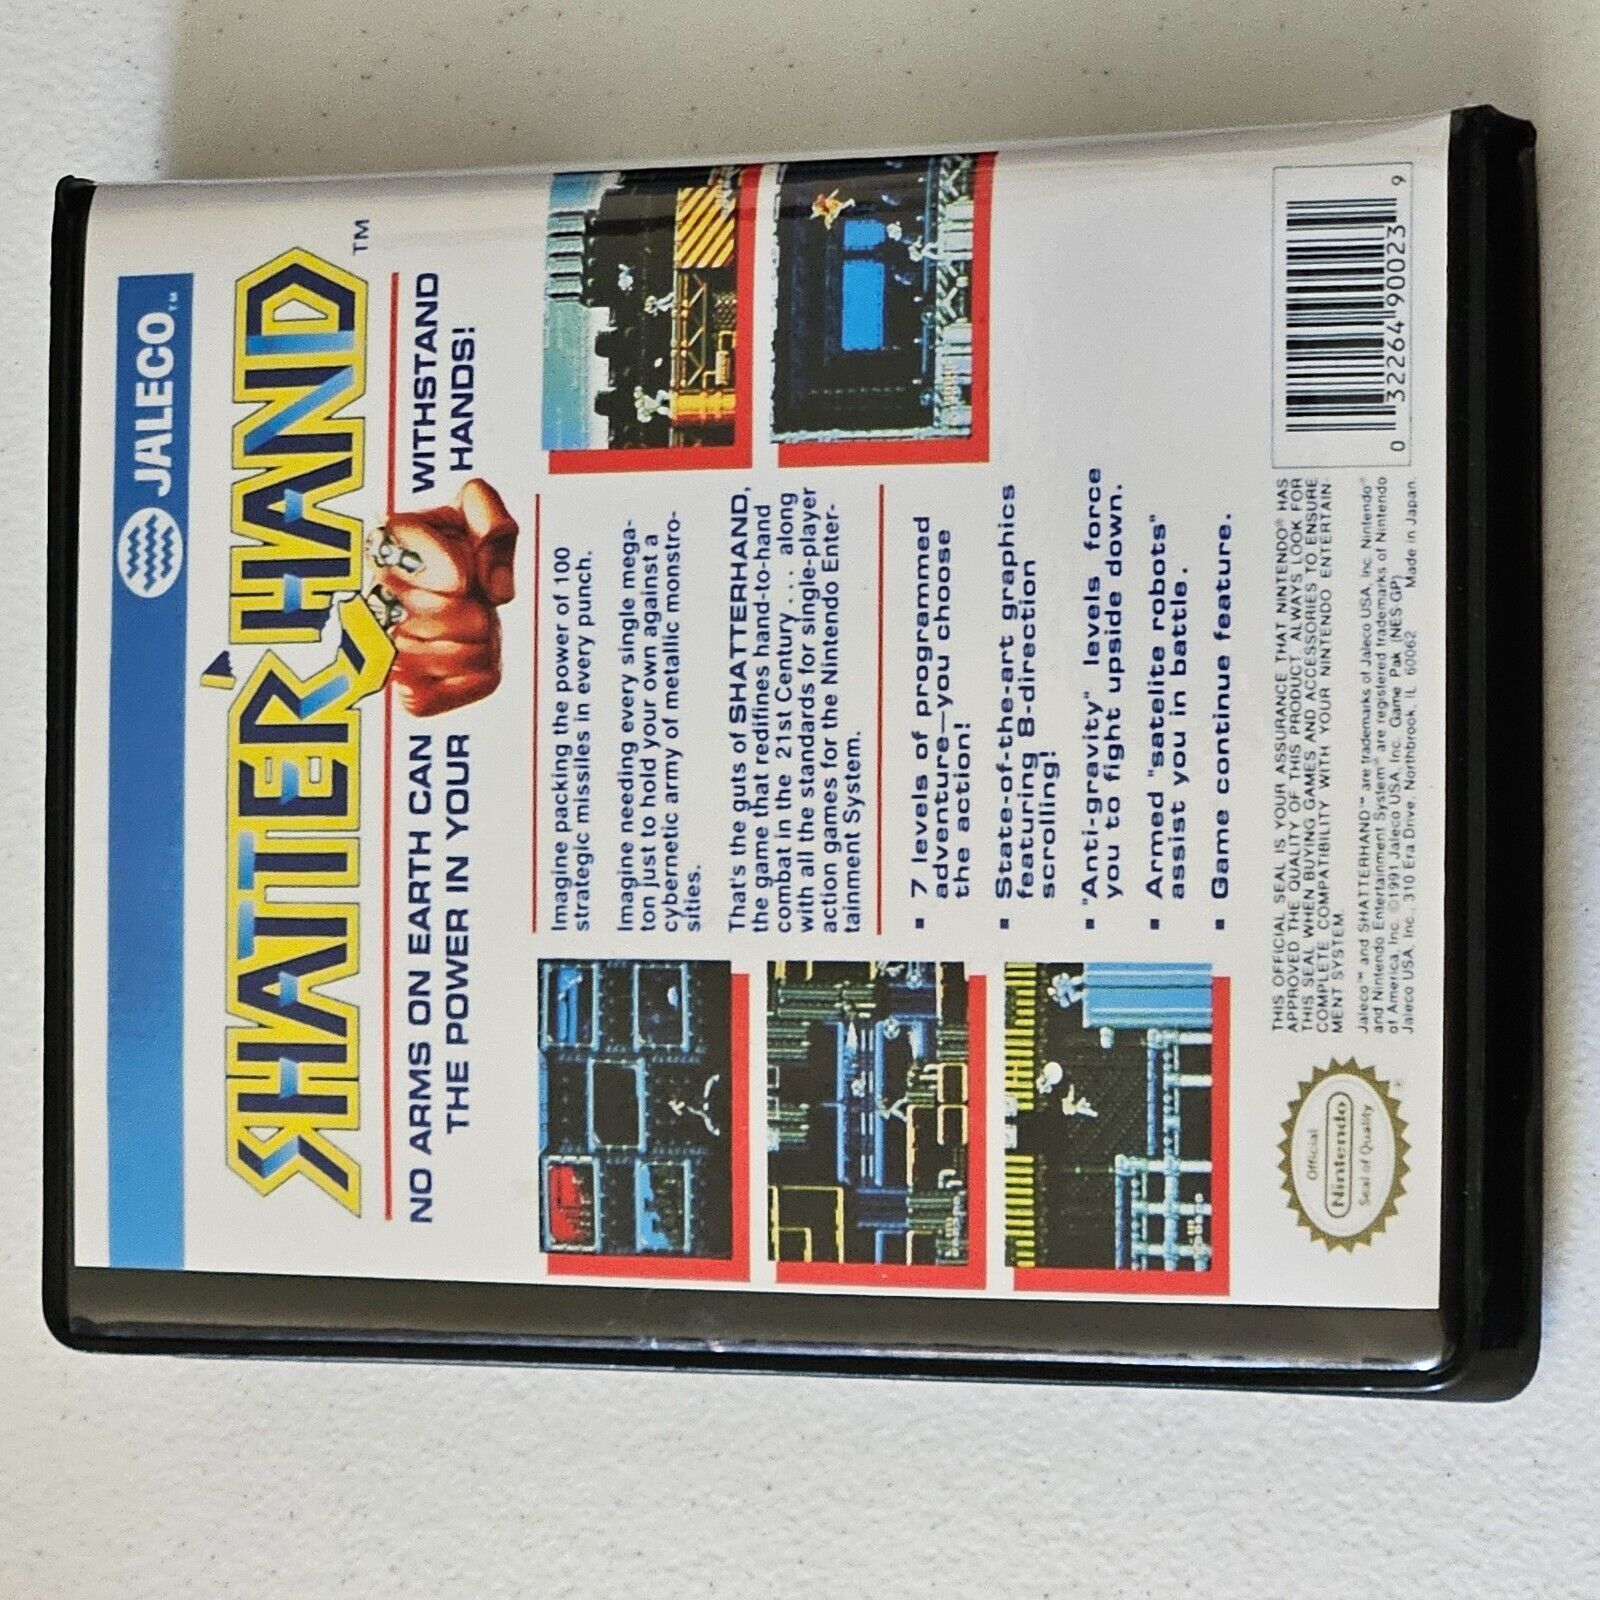 JALECO™
SHATTERHAND™
NO ARMS ON EARTH CAN WITHSTAND
THE POWER IN YOUR HANDS!
Imagine packing the power of 100
strategic missiles in every punch.
Imagine needing every single mega-
ton just to hold your own against a
cybernetic army of metallic monstro-
sities.
That's the guts of SHATTERHAND,
the game that redifines hand-to-hand
combat in the 21st Century . . . along
with all the standards for single-player
action games for the Nintendo Enter-
tainment System.
▪ 7 levels of programmed
adventure—you choose
the action!
▪ State-of-the-art graphics
featuring 8-direction
scrolling!
▪ "Anti-gravity" levels force
you to fight upside down.
▪ Armed "satelite robots"
assist you in battle.
▪ Game continue feature.
Official
Nintendo
Seal of Quality
THIS OFFICIAL SEAL IS YOUR ASSURANCE THAT NINTENDO® HAS
APPROVED THE QUALITY OF THIS PRODUCT. ALWAYS LOOK FOR
THIS SEAL WHEN BUYING GAMES AND ACCESSORIES TO ENSURE
COMPLETE COMPATIBILITY WITH YOUR NINTENDO ENTERTAIN-
MENT SYSTEM.
Jaleco™ and SHATTERHAND™ are trademarks of Jaleco USA, Inc. Nintendo®
and Nintendo Entertainment System® are registered trademarks of Nintendo
of America, Inc. ©1991 Jaleco USA, Inc. Game Pak (NES GP)
Jaleco USA, Inc., 310 Era Drive, Northbrook, IL 60062 Made in Japan.
0 32264 90023 9